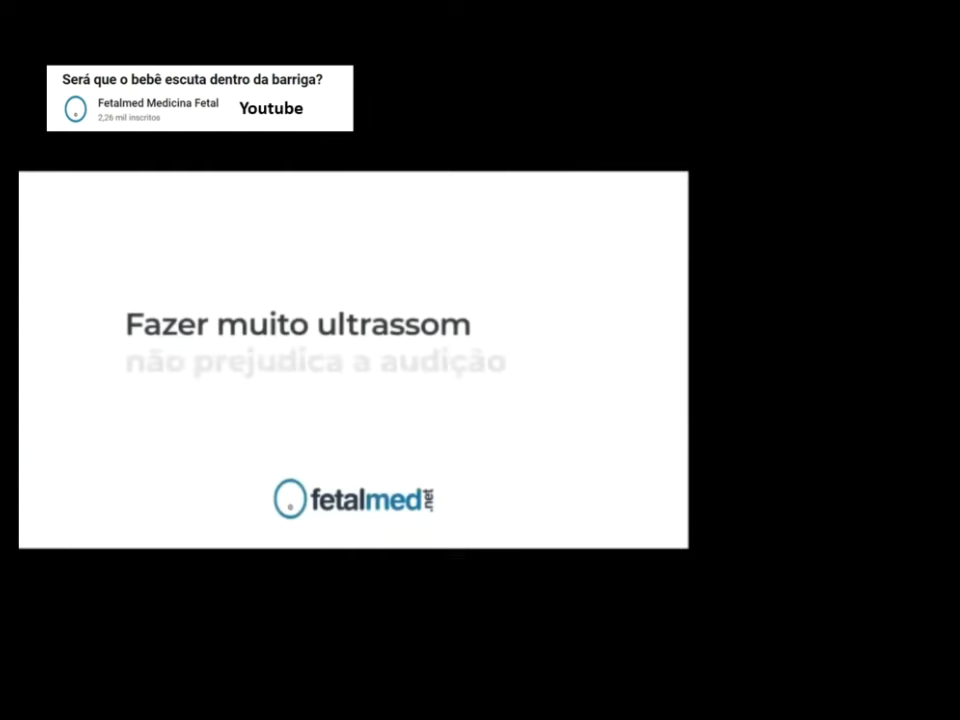 Será que o bebê escuta dentro da barriga?
Fetalmed Medicina Fetal
Youtube
2,26 mil inscritos
Fazer muito ultrassom
não prejudica a audição
fetalmed.net